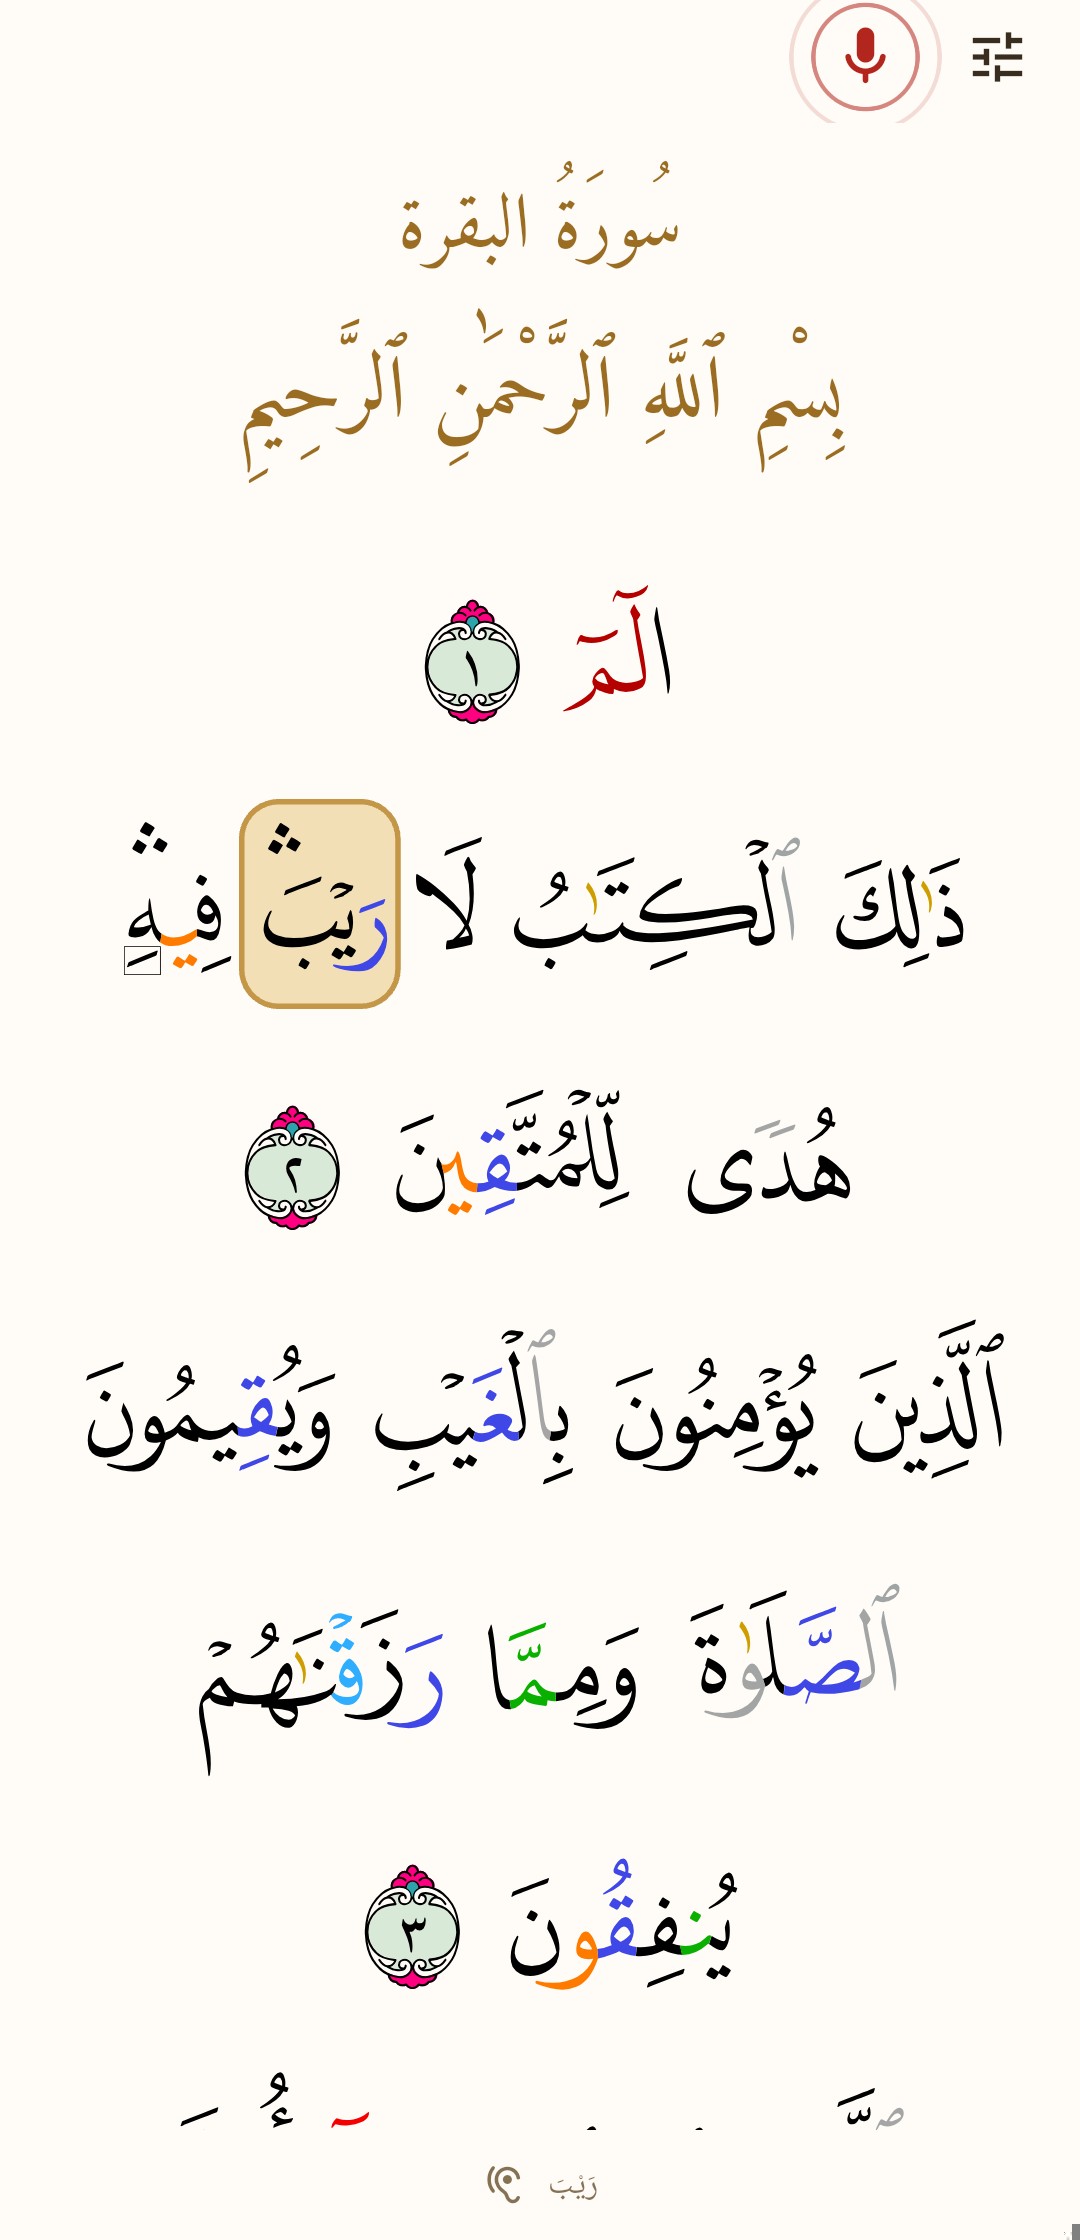 سُورَةُ البقرة
بِسْمِ ٱللَّهِ ٱلرَّحْمَٰنِ ٱلرَّحِيمِ
الٓمٓ ١
ذَٰلِكَ ٱلْكِتَٰبُ لَا رَيْبَۛ فِيهِۛ
هُدًى لِّلْمُتَّقِينَ ٢
ٱلَّذِينَ يُؤْمِنُونَ بِٱلْغَيْبِ وَيُقِيمُونَ
ٱلصَّلَوٰةَ وَمِمَّا رَزَقْنَٰهُمْ
يُنفِقُونَ ٣
رَيْبَ